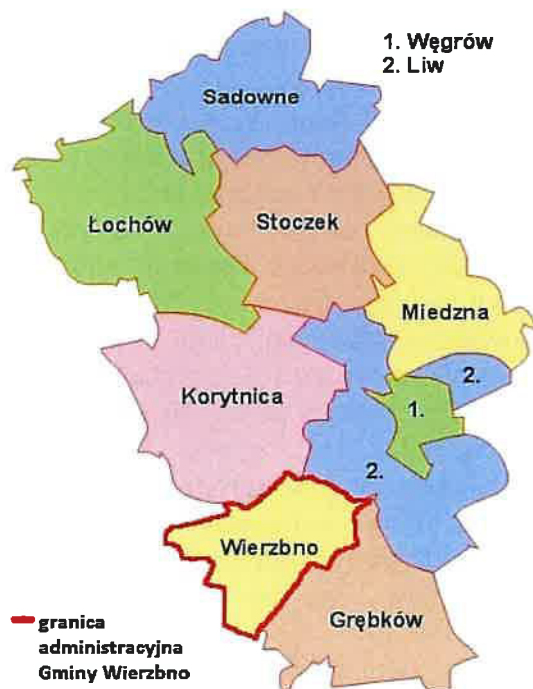 1. Węgrów
2. Liw
Sadowne
Łochów
Stoczek
Miedzna
2.
Korytnica
1.
2.
Wierzbno
Grębków
granica
administracyjna
Gminy Wierzbno